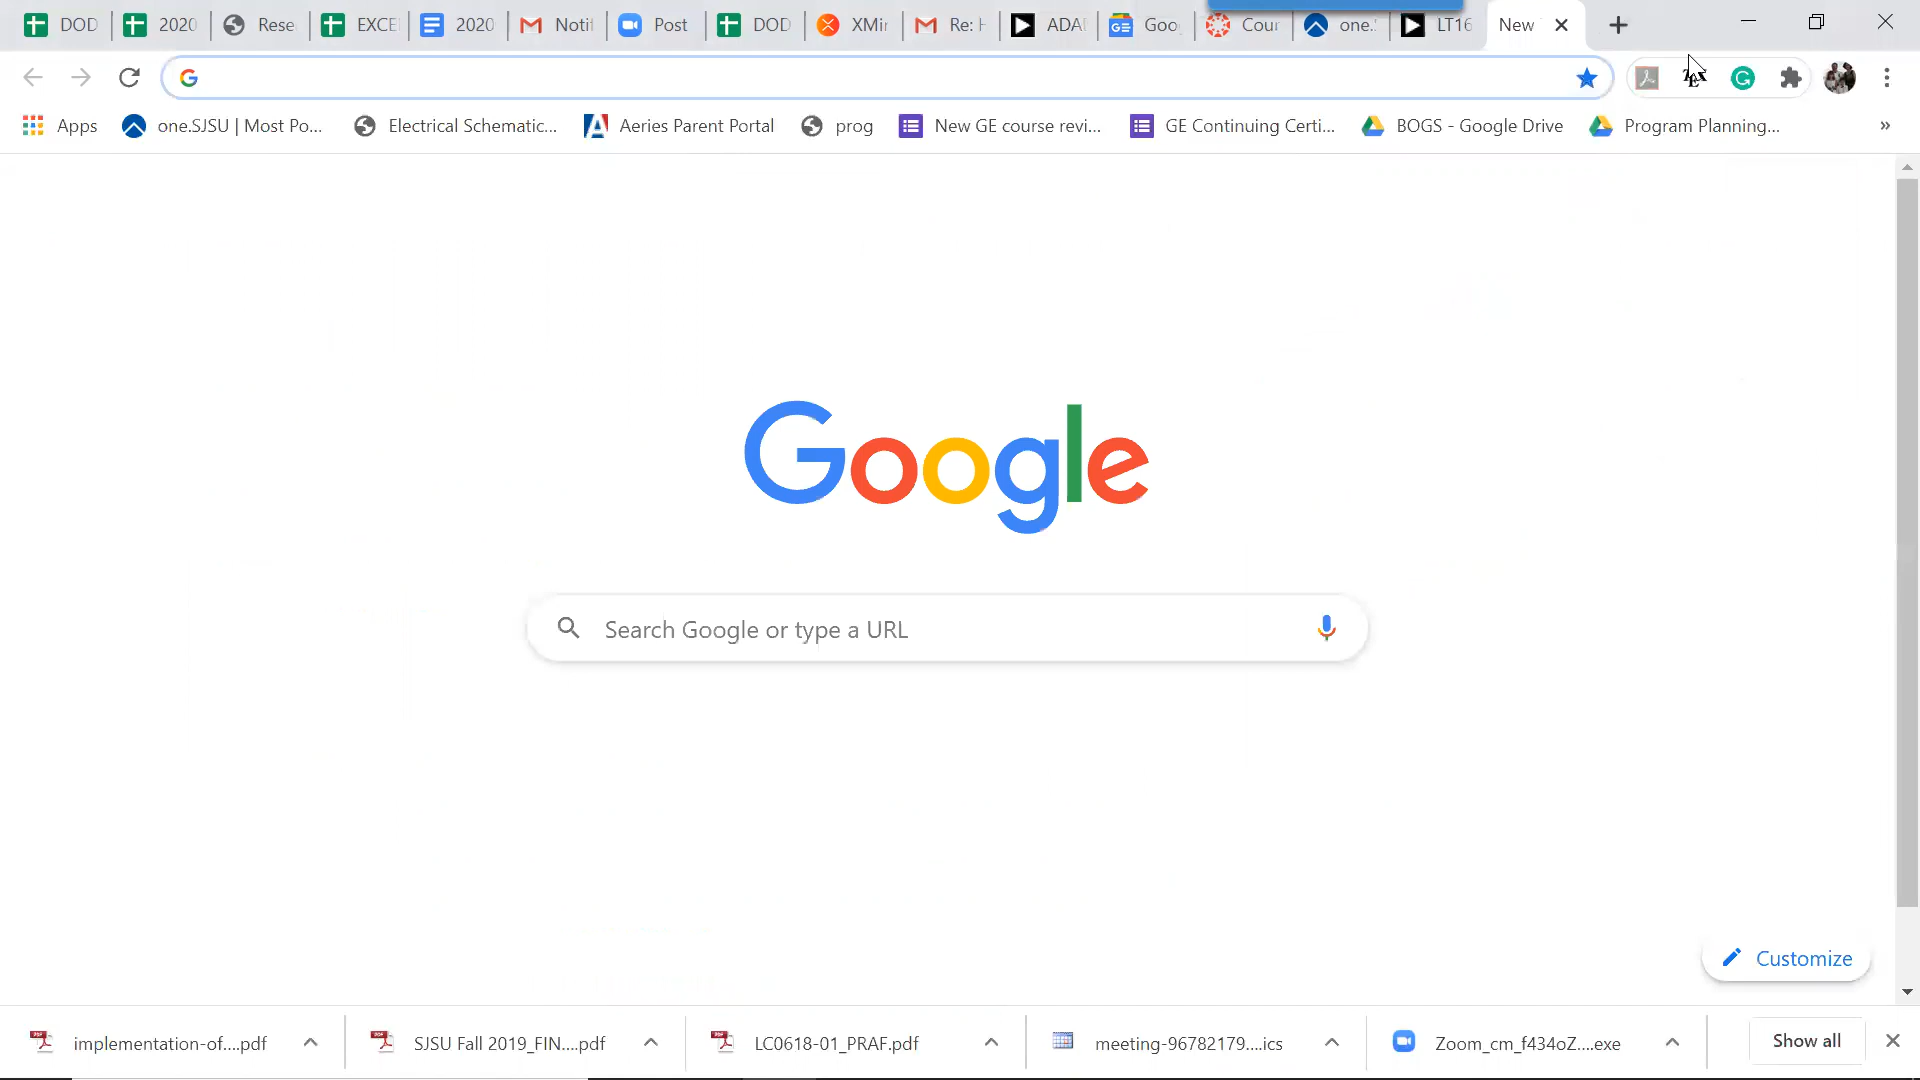 DOD 2020 Rese EXCE 2020 Notif Post DOD XMin Re: H ADA Goo Cour one. LT16 New
Apps one.SJSU | Most Po... Electrical Schematic... Aeries Parent Portal prog New GE course revi... GE Continuing Certi... BOGS - Google Drive Program Planning... »
Google
Search Google or type a URL
Customize
implementation-of....pdf SJSU Fall 2019_FIN....pdf LC0618-01_PRAF.pdf meeting-96782179....ics Zoom_cm_f434oZ....exe Show all